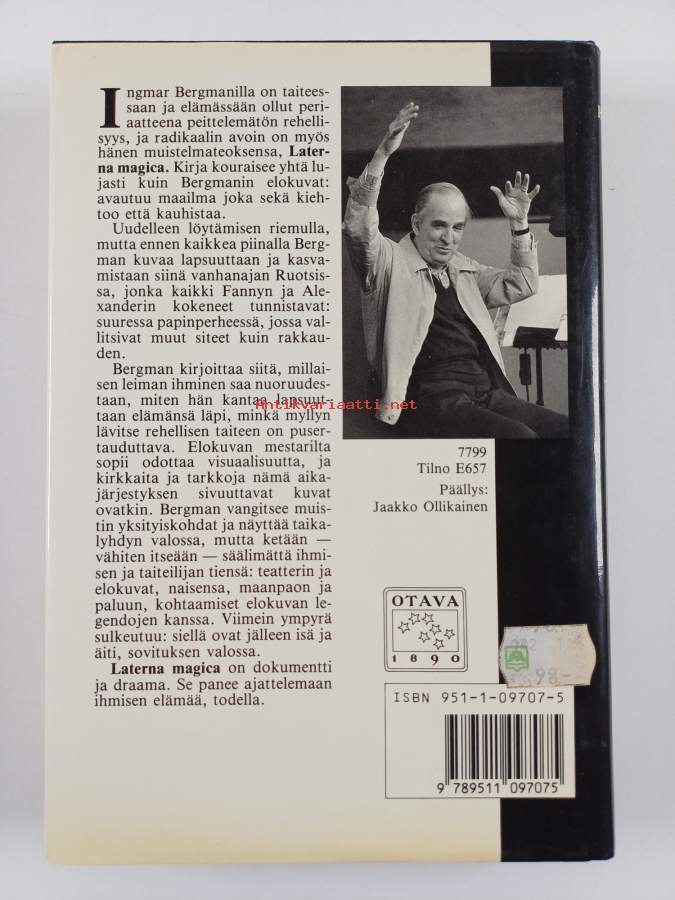 Ingmar Bergmanilla on taitees-
saan ja elämässään ollut peri-
aatteena peittelemätön rehelli-
syys, ja radikaalin avoin on myös
hänen muistelmateoksensa, Later-
na magica. Kirja kouraisee yhtä lu-
jasti kuin Bergmanin elokuvat:
avautuu maailma joka sekä kieh-
too että kauhistaa.
Uudelleen löytämisen riemulla,
mutta ennen kaikkea piinalla Berg-
man kuvaa lapsuuttaan ja kasva-
mistaan siinä vanhanajan Ruotsis-
sa, jonka kaikki Fannyn ja Ale-
xanderin kokeneet tunnistavat:
suuressa papinperheessä, jossa val-
litsivat muut siteet kuin rakkau-
den.
Bergman kirjoittaa siitä, millai-
sen leiman ihminen saa nuoruudes-
taan, miten hän kantaa lapsuut-
taan elämänsä läpi, minkä myllyn
lävitse rehellisen taiteen on puser-
tauduttava. Elokuvan mestarilta
sopii odottaa visuaalisuutta, ja
kirkkaita ja tarkkoja nämä aika-
järjestyksen sivuuttavat kuvat
ovatkin. Bergman vangitsee muis-
tin yksityiskohdat ja näyttää taika-
lyhdyn valossa, mutta ketään —
vähiten itseään — säälimättä ihmi-
sen ja taiteilijan tiensä: teatterin ja
elokuvat, naisensa, maanpaon ja
paluun, kohtaamiset elokuvan le-
gendojen kanssa. Viimein ympyrä
sulkeutuu: siellä ovat jälleen isä ja
äiti, sovituksen valossa.
Laterna magica on dokumentti
ja draama. Se panee ajattelemaan
ihmisen elämää, todella.
Antikvariaatti.net
7799
Tilno E657
Päällys:
Jaakko Ollikainen
OTAVA
1890
98.-
ISBN 951-1-09707-5
9 789511 097075